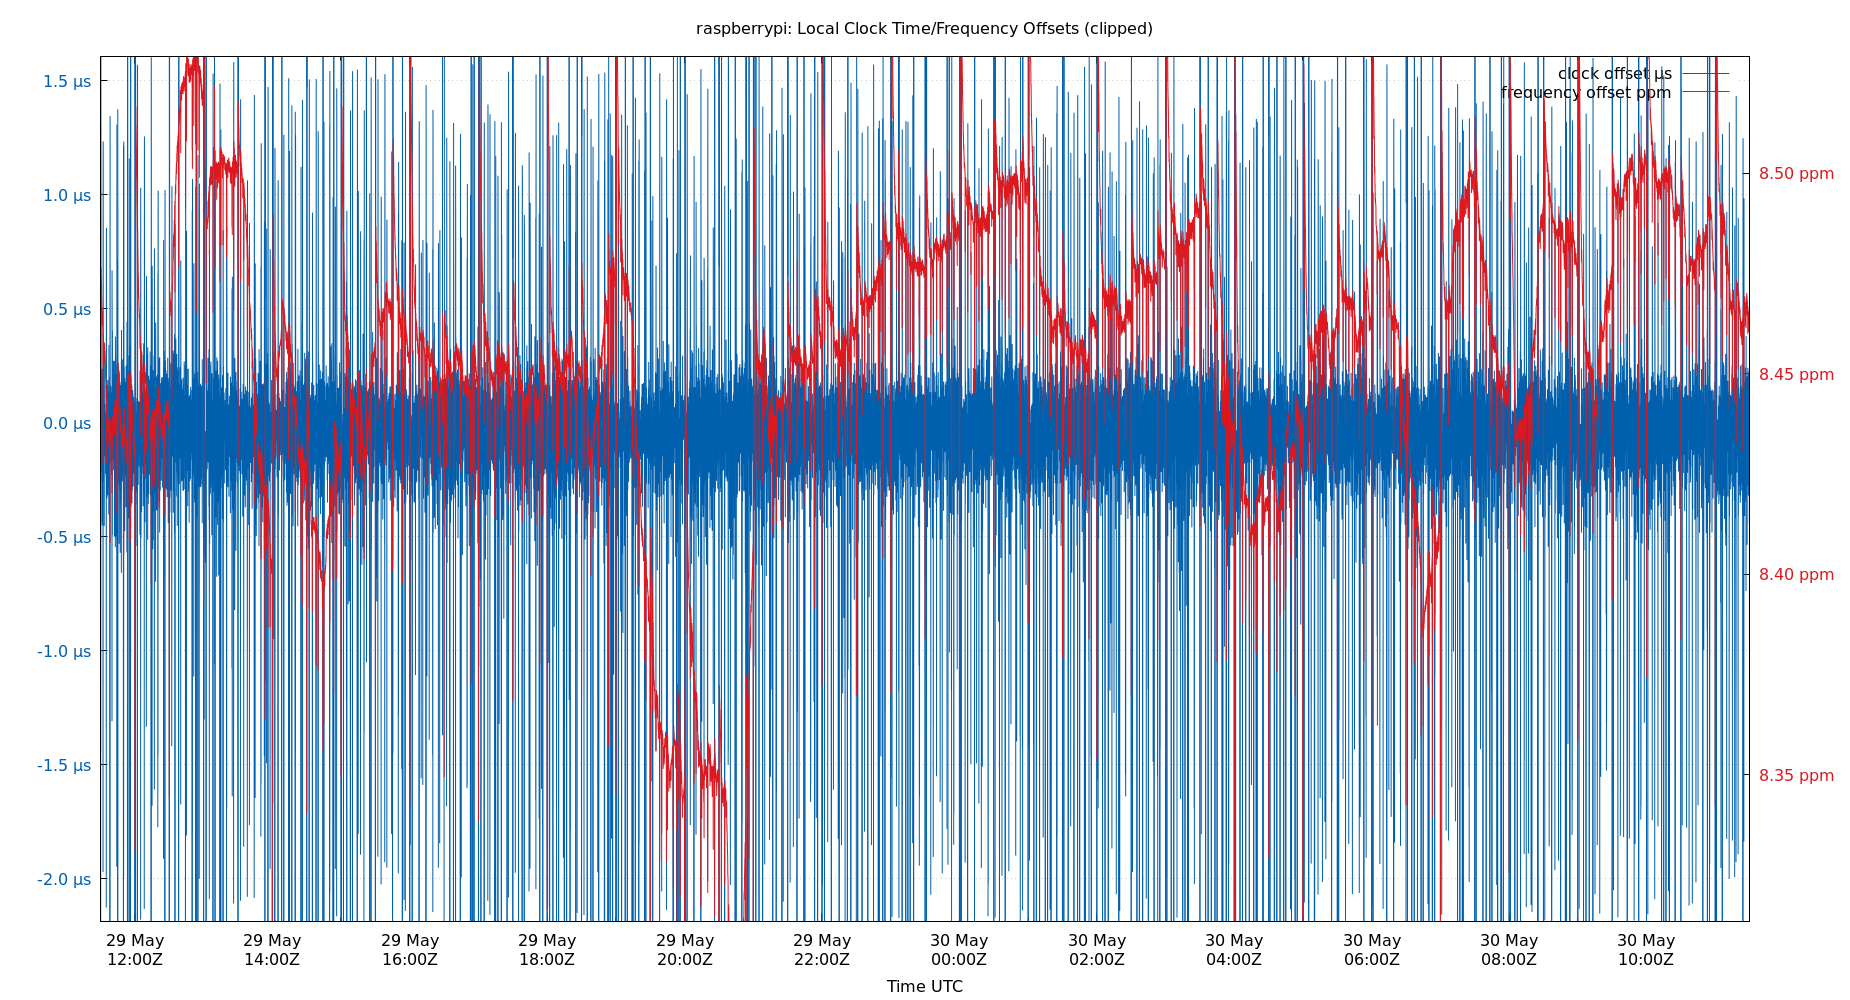 raspberrypi: Local Clock Time/Frequency Offsets (clipped)
clock offset µs
frequency offset ppm
1.5 µs
1.0 µs
0.5 µs
0.0 µs
-0.5 µs
-1.0 µs
-1.5 µs
-2.0 µs
8.50 ppm
8.45 ppm
8.40 ppm
8.35 ppm
29 May 29 May 29 May 29 May 29 May 29 May 30 May 30 May 30 May 30 May 30 May 30 May
12:00Z 14:00Z 16:00Z 18:00Z 20:00Z 22:00Z 00:00Z 02:00Z 04:00Z 06:00Z 08:00Z 10:00Z
Time UTC